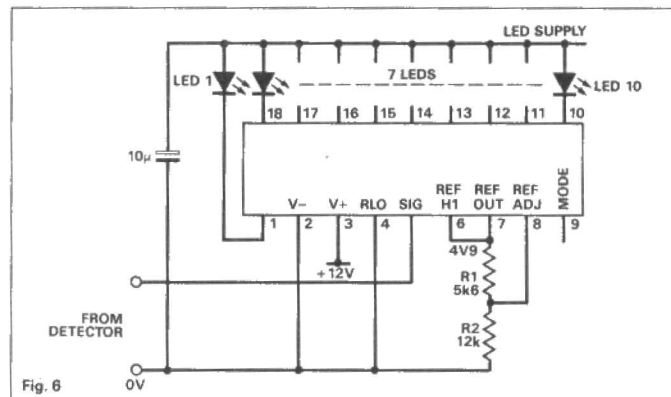 LED SUPPLY
LED 1
7 LEDS
LED 10
18 17 16 15 14 13 12 11 10
10µ
V– V+ RLO SIG REF H1 REF OUT REF ADJ MODE
1 2 3 4 6 7 8 9
4V9
+12V
R1
5k6
FROM
DETECTOR
R2
12k
0V
Fig. 6